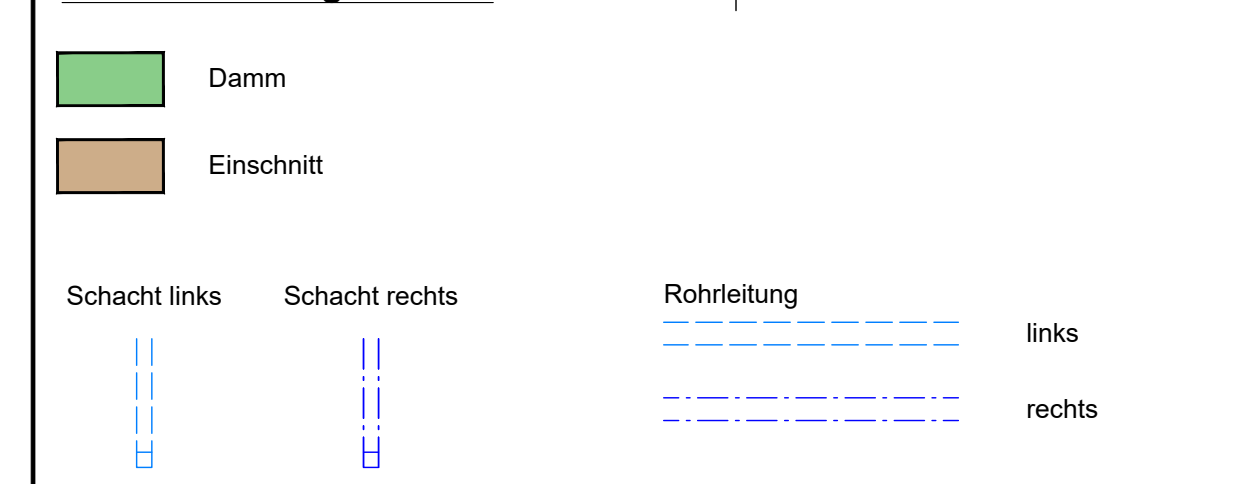 Damm
Einschnitt
Schacht links
Schacht rechts
Rohrleitung
links
rechts